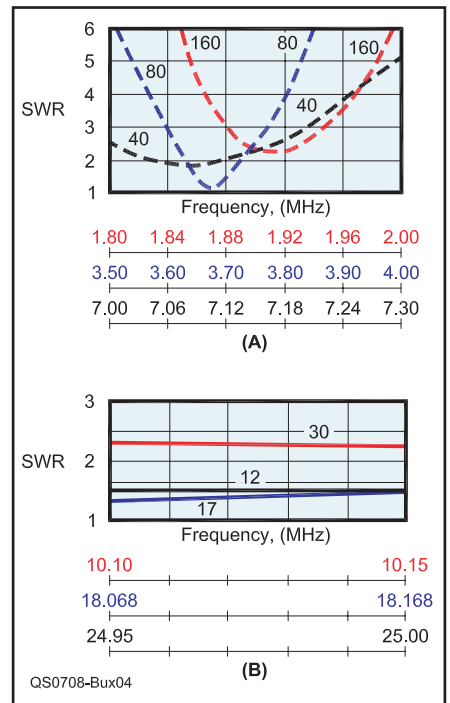 6
160
80
160
5
80
SWR
4
40
40
3
2
1
Frequency, (MHz)
1.80 1.84 1.88 1.92 1.96 2.00
3.50 3.60 3.70 3.80 3.90 4.00
7.00 7.06 7.12 7.18 7.24 7.30
(A)
3
30
SWR 2
12
17
1
Frequency, (MHz)
10.10 10.15
18.068 18.168
24.95 25.00
(B)
QS0708-Bux04